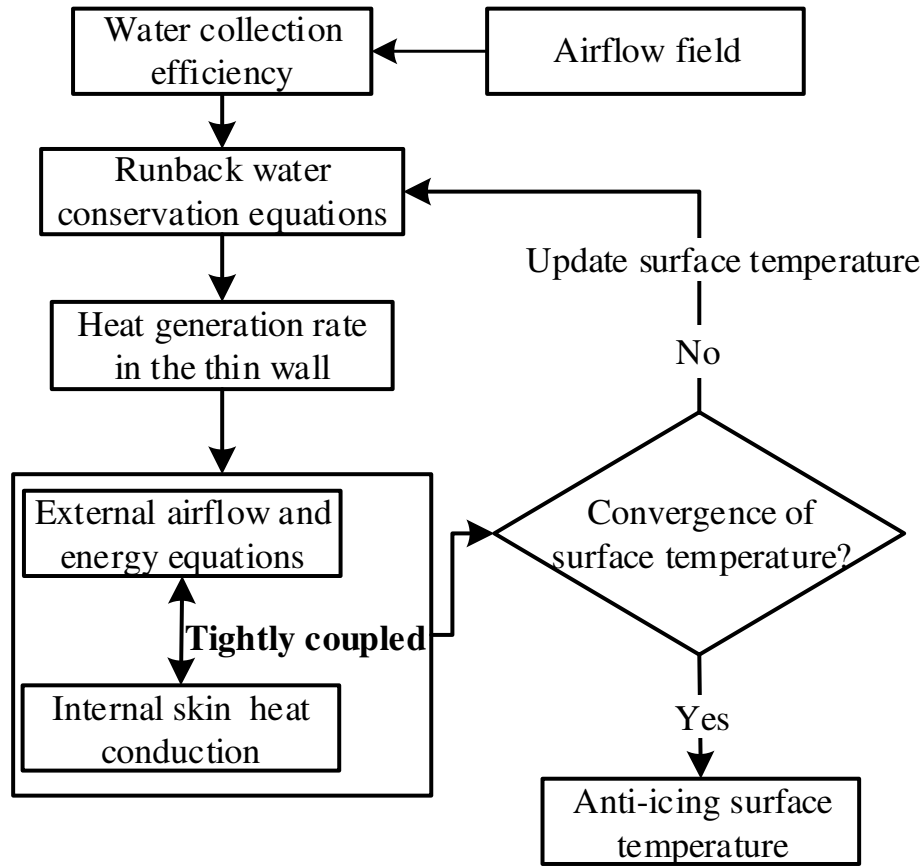 Water collection
efficiency
Airflow field
Runback water
conservation equations
Update surface temperature
Heat generation rate
in the thin wall
No
External airflow and
energy equations
Convergence of
surface temperature?
Tightly coupled
Internal skin heat
conduction
Yes
Anti-icing surface
temperature